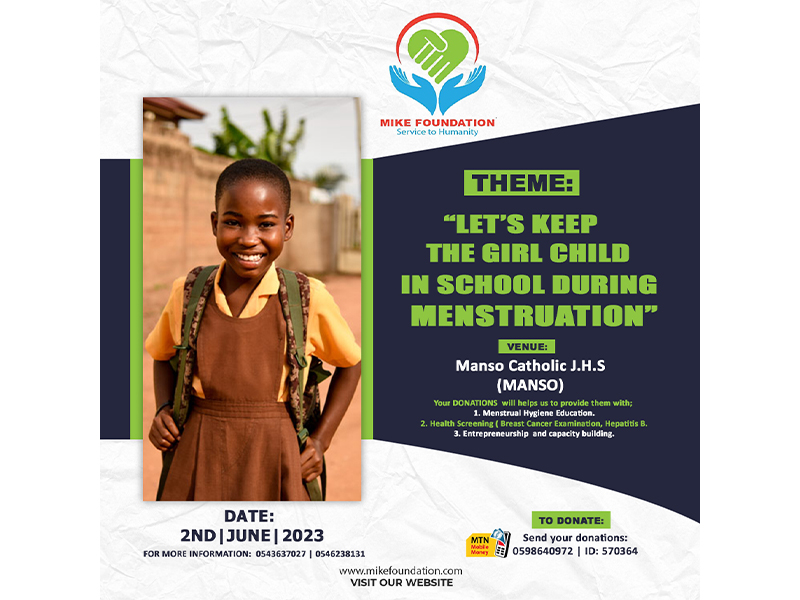 MIKE FOUNDATION
Service to Humanity
THEME:
“LET’S KEEP
THE GIRL CHILD
IN SCHOOL DURING
MENSTRUATION”
VENUE:
Manso Catholic J.H.S
(MANSO)
Your DONATIONS will helps us to provide them with;
1. Menstrual Hygiene Education.
2. Health Screening ( Breast Cancer Examination, Hepatitis B.
3. Entrepreneurship and capacity building.
DATE:
2ND|JUNE|2023
FOR MORE INFORMATION: 0543637027 | 0546238131
TO DONATE:
MTN
Mobile
Money
Send your donations:
0598640972 | ID: 570364
www.mikefoundation.com
VISIT OUR WEBSITE